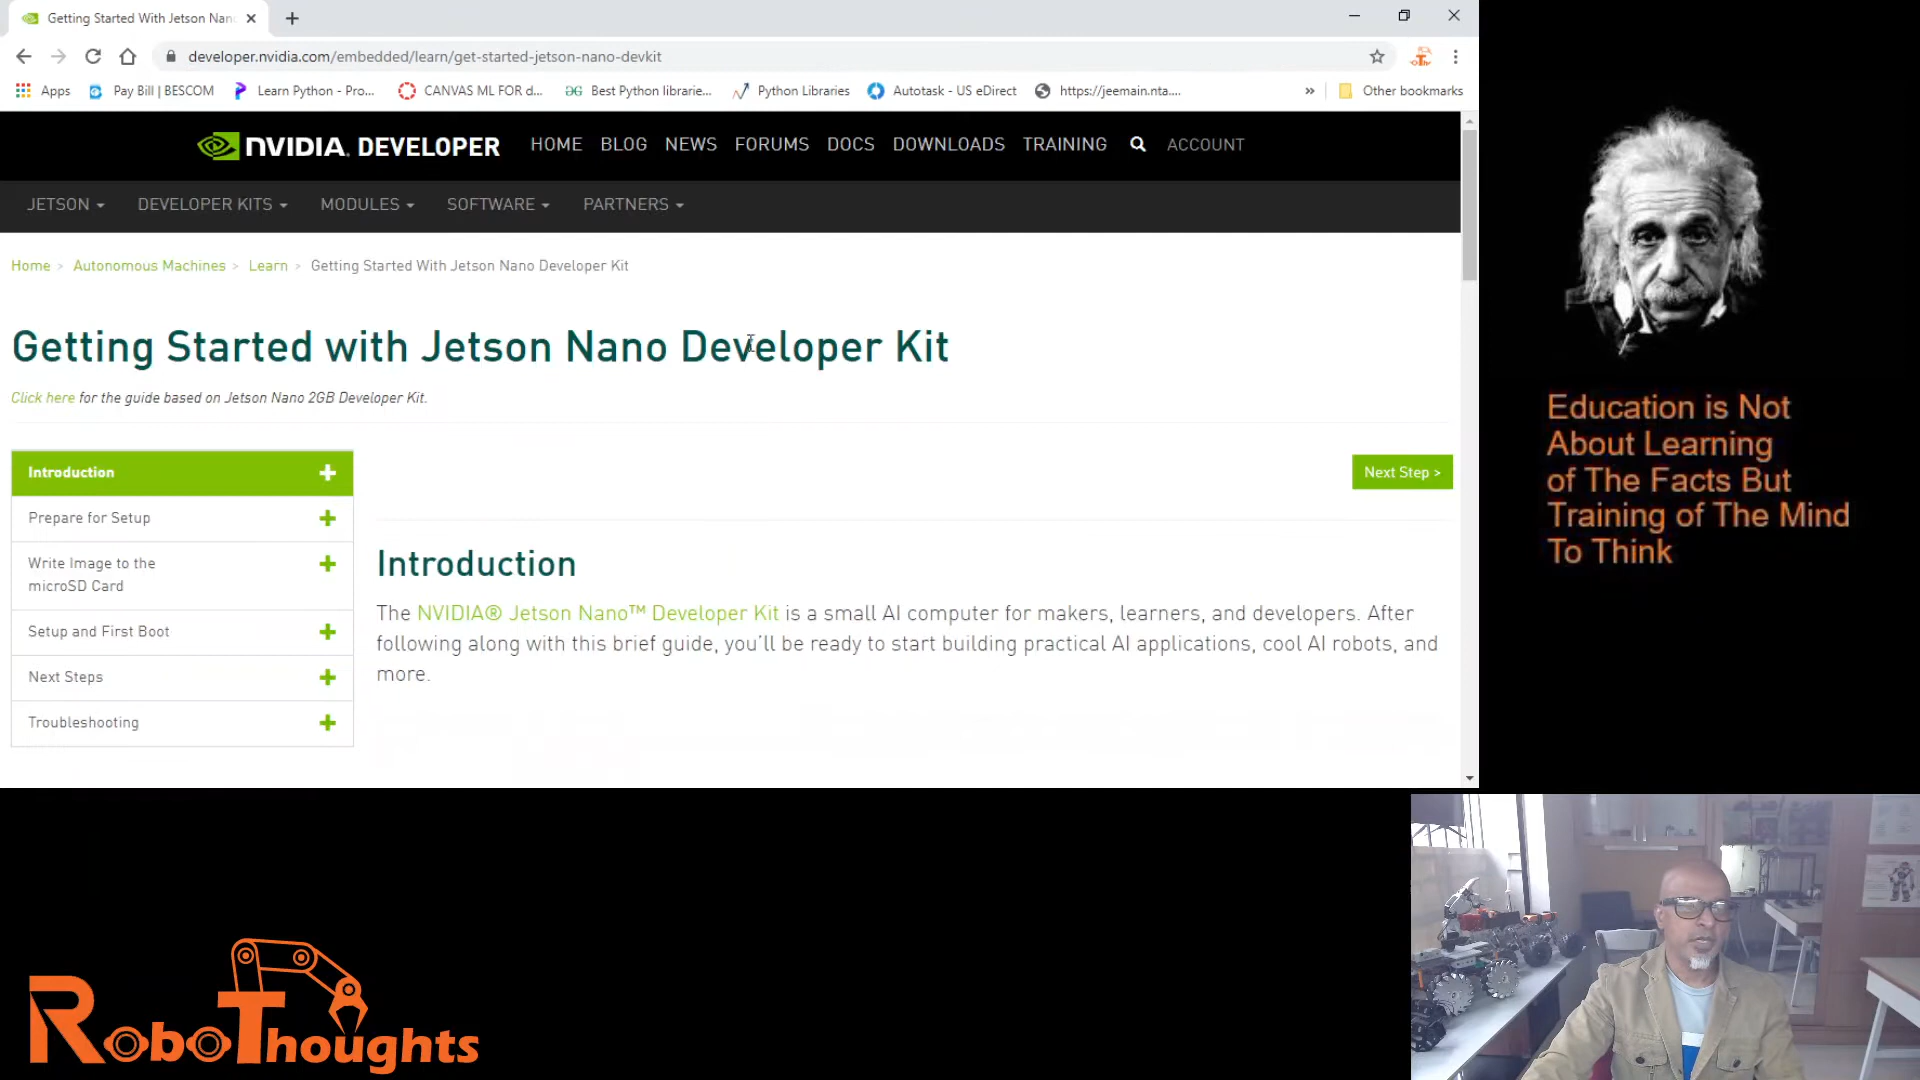 Getting Started With Jetson Nan
developer.nvidia.com/embedded/learn/get-started-jetson-nano-devkit
Apps Pay Bill | BESCOM Learn Python - Pro... CANVAS ML FOR d... Best Python librarie... Python Libraries Autotask - US eDirect https://jeemain.nta.... » Other bookmarks
NVIDIA. DEVELOPER HOME BLOG NEWS FORUMS DOCS DOWNLOADS TRAINING ACCOUNT
JETSON DEVELOPER KITS MODULES SOFTWARE PARTNERS
Home > Autonomous Machines > Learn > Getting Started With Jetson Nano Developer Kit
Getting Started with Jetson Nano Developer Kit
Click here for the guide based on Jetson Nano 2GB Developer Kit.
Introduction
Prepare for Setup
Write Image to the
microSD Card
Setup and First Boot
Next Steps
Troubleshooting
Next Step >
Introduction
The NVIDIA® Jetson Nano™ Developer Kit is a small AI computer for makers, learners, and developers. After
following along with this brief guide, you’ll be ready to start building practical AI applications, cool AI robots, and
more.
Education is Not
About Learning
of The Facts But
Training of The Mind
To Think
RoboThoughts